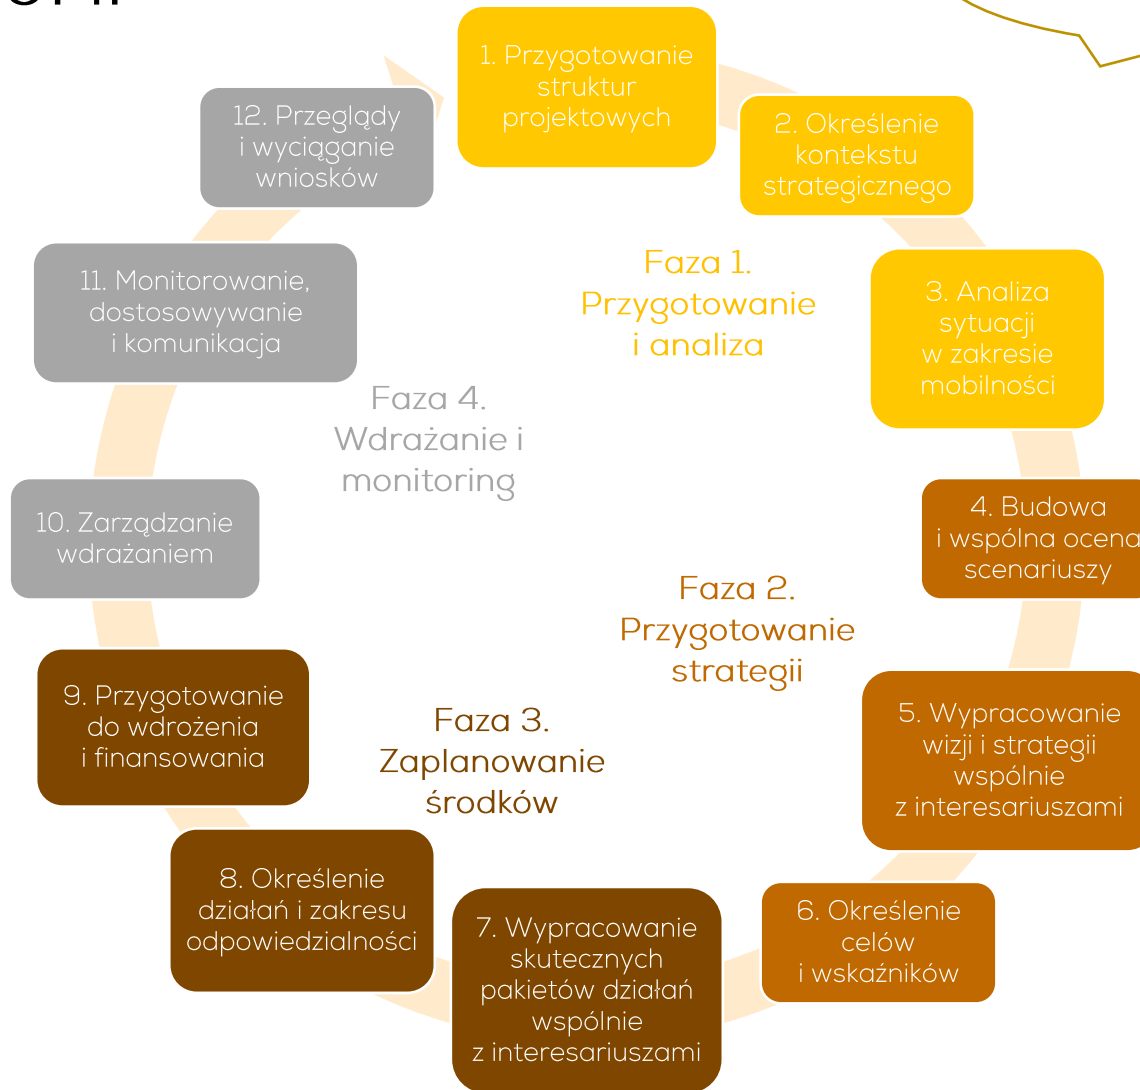 1. Przygotowanie
struktur
projektowych
2. Określenie
kontekstu
strategicznego
3. Analiza
sytuacji
w zakresie
mobilności
4. Budowa
i wspólna ocena
scenariuszy
5. Wypracowanie
wizji i strategii
wspólnie
z interesariuszami
6. Określenie
celów
i wskaźników
7. Wypracowanie
skutecznych
pakietów działań
wspólnie
z interesariuszami
8. Określenie
działań i zakresu
odpowiedzialności
9. Przygotowanie
do wdrożenia
i finansowania
10. Zarządzanie
wdrażaniem
11. Monitorowanie,
dostosowywanie
i komunikacja
12. Przeglądy
i wyciąganie
wniosków
Faza 1.
Przygotowanie
i analiza
Faza 2.
Przygotowanie
strategii
Faza 3.
Zaplanowanie
środków
Faza 4.
Wdrażanie i
monitoring